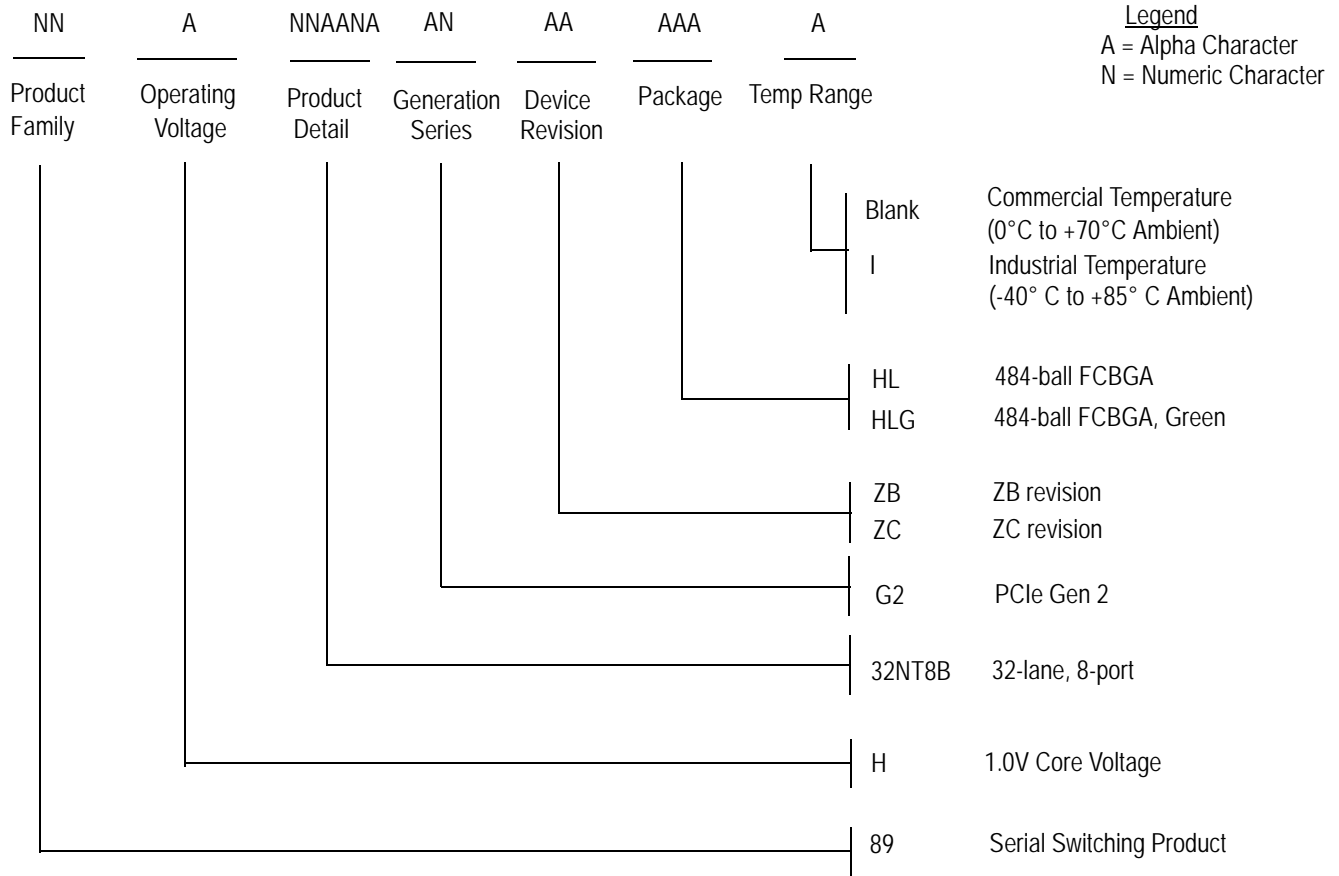 NN A NNAANA AN AA AAA A
Legend
A = Alpha Character
N = Numeric Character
Product Family
Operating Voltage
Product Detail
Generation Series
Device Revision
Package
Temp Range
Blank Commercial Temperature
(0°C to +70°C Ambient)
I Industrial Temperature
(-40° C to +85° C Ambient)
HL 484-ball FCBGA
HLG 484-ball FCBGA, Green
ZB ZB revision
ZC ZC revision
G2 PCIe Gen 2
32NT8B 32-lane, 8-port
H 1.0V Core Voltage
89 Serial Switching Product